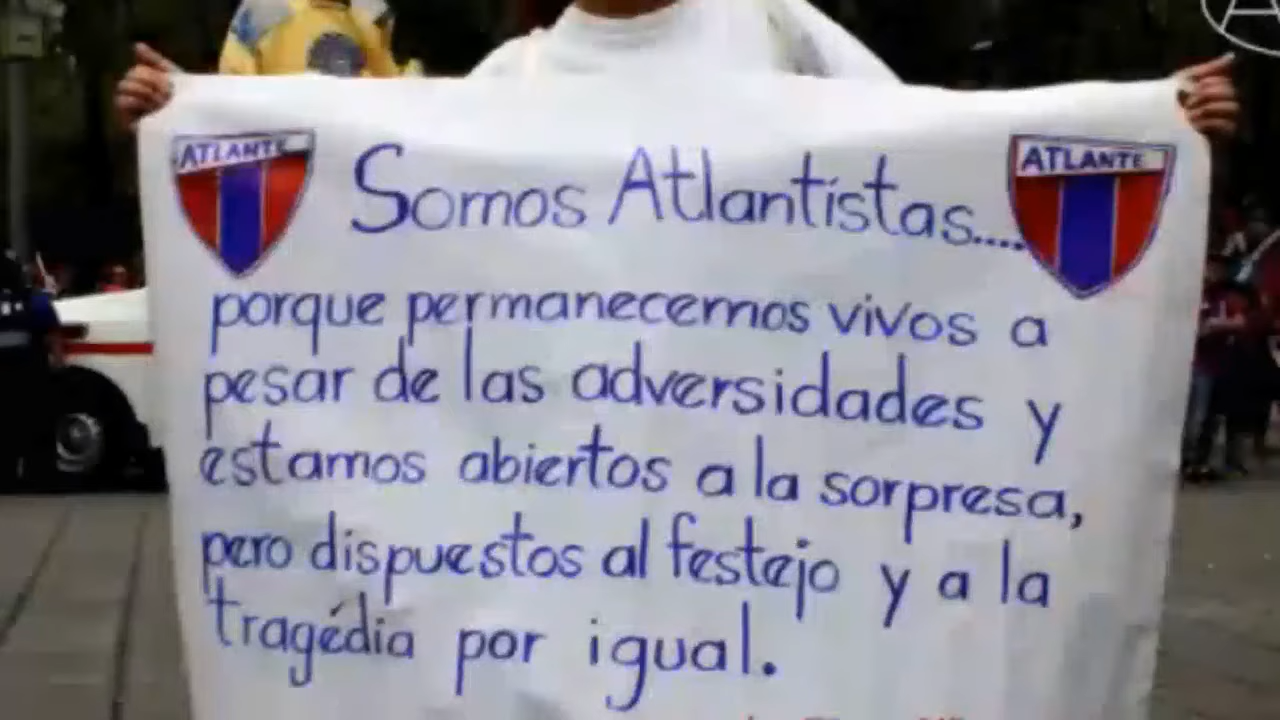 ATLANTE
ATLANTE
Somos Atlantistas....
porque permanecemos vivos a
pesar de las adversidades y
estamos abiertos a la sorpresa,
pero dispuestos al festejo y a la
tragédia por igual.